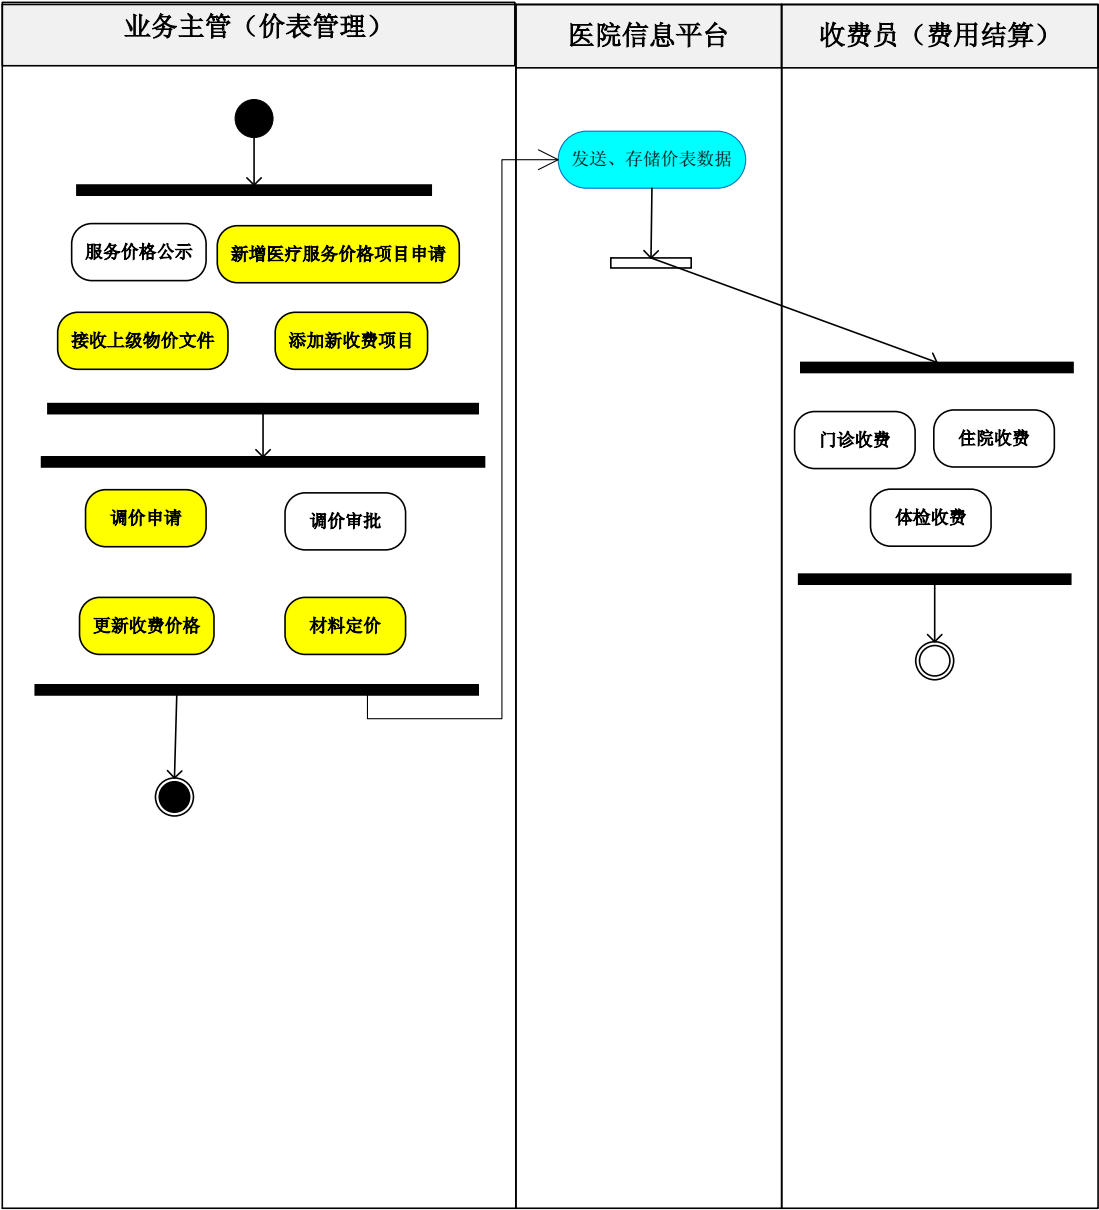 业务主管（价表管理）
医院信息平台
收费员（费用结算）
发送、存储价表数据
服务价格公示
新增医疗服务价格项目申请
接收上级物价文件
添加新收费项目
门诊收费
住院收费
体检收费
调价申请
调价审批
更新收费价格
材料定价